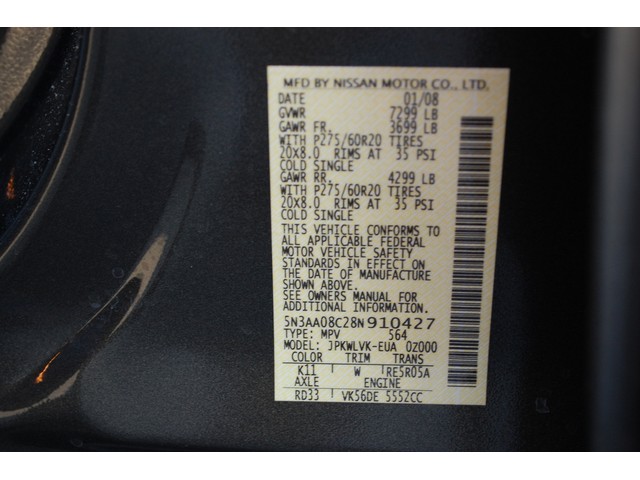 MFD BY NISSAN MOTOR CO., LTD.
DATE 01/08
GVWR 7299 LB
GAWR FR. 3699 LB
WITH P275/60R20 TIRES
20x8.0 RIMS AT 35 PSI
COLD SINGLE
GAWR RR. 4299 LB
WITH P275/60R20 TIRES
20x8.0 RIMS AT 35 PSI
COLD SINGLE
THIS VEHICLE CONFORMS TO
ALL APPLICABLE FEDERAL
MOTOR VEHICLE SAFETY
STANDARDS IN EFFECT ON
THE DATE OF MANUFACTURE
SHOWN ABOVE.
SEE OWNERS MANUAL FOR
ADDITIONAL INFORMATION.
5N3AA08C28N910427
TYPE: MPV 564
MODEL: JPKWLVK-EUA 0Z000
COLOR TRIM TRANS
K11 W RE5R05A
AXLE ENGINE
RD33 VK56DE 5552CC